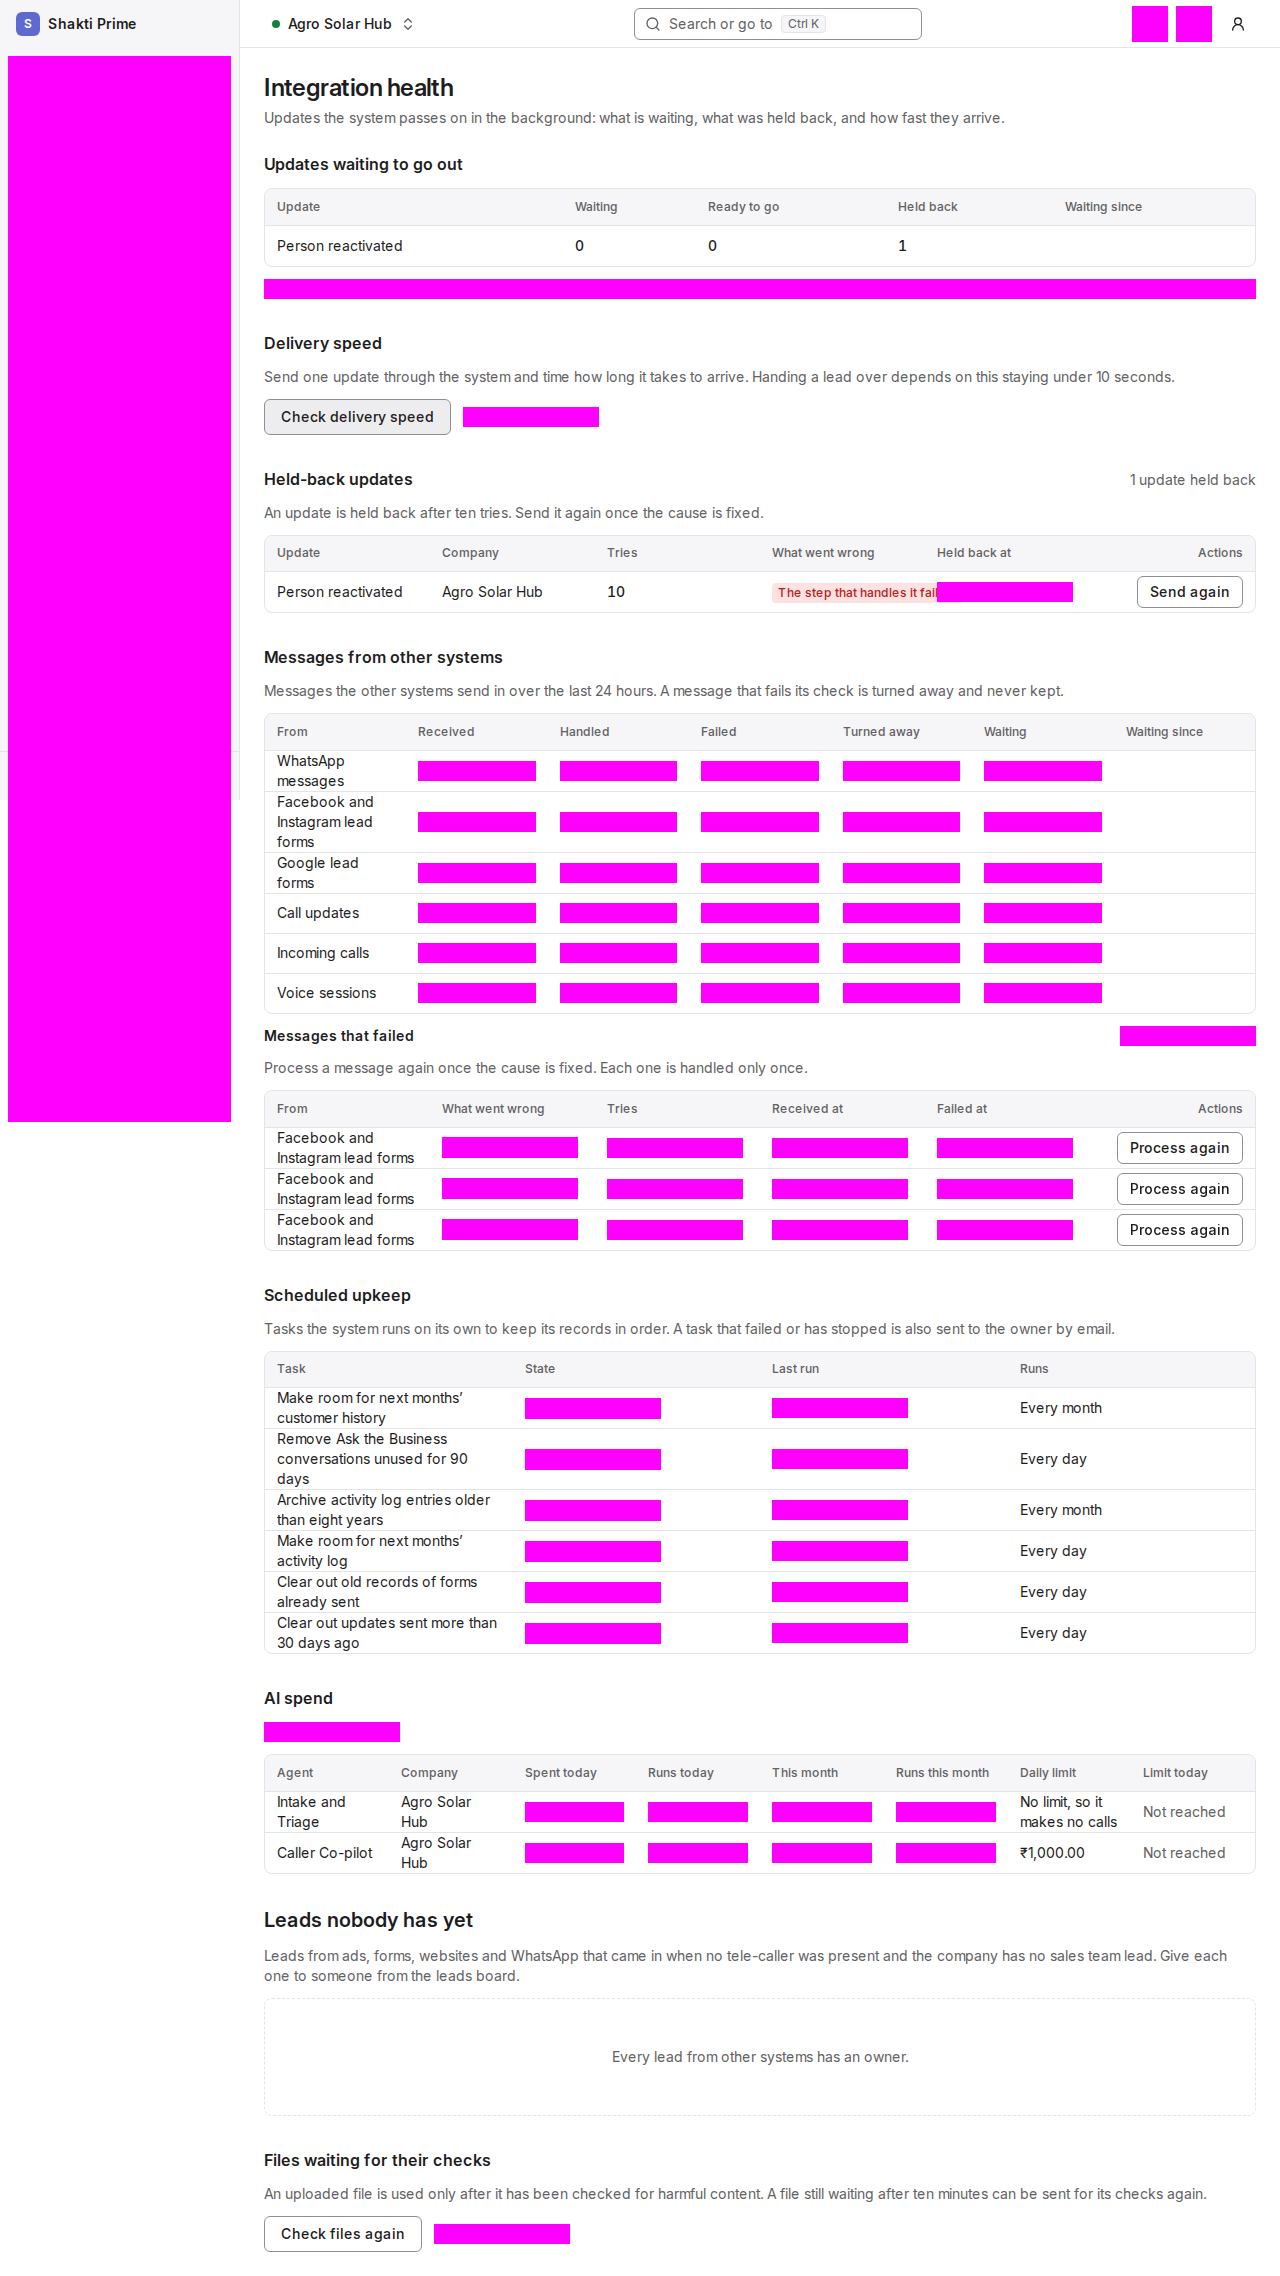 S Shakti Prime
Agro Solar Hub
Search or go to Ctrl K
Integration health
Updates the system passes on in the background: what is waiting, what was held back, and how fast they arrive.
Updates waiting to go out
Update Waiting Ready to go Held back Waiting since
Person reactivated 0 0 1
Delivery speed
Send one update through the system and time how long it takes to arrive. Handing a lead over depends on this staying under 10 seconds.
Check delivery speed
Held-back updates
1 update held back
An update is held back after ten tries. Send it again once the cause is fixed.
Update Company Tries What went wrong Held back at Actions
Person reactivated Agro Solar Hub 10 The step that handles it Send again
Messages from other systems
Messages the other systems send in over the last 24 hours. A message that fails its check is turned away and never kept.
From Received Handled Failed Turned away Waiting Waiting since
WhatsApp
messages
Facebook and
Instagram lead
forms
Google lead
forms
Call updates
Incoming calls
Voice sessions
Messages that failed
Process a message again once the cause is fixed. Each one is handled only once.
From What went wrong Tries Received at Failed at Actions
Facebook and
Instagram lead forms
Process again
Facebook and
Instagram lead forms
Process again
Facebook and
Instagram lead forms
Process again
Scheduled upkeep
Tasks the system runs on its own to keep its records in order. A task that failed or has stopped is also sent to the owner by email.
Task State Last run Runs
Make room for next months’
customer history
Every month
Remove Ask the Business
conversations unused for 90
days
Every day
Archive activity log entries older
than eight years
Every month
Make room for next months’
activity log
Every day
Clear out old records of forms
already sent
Every day
Clear out updates sent more than
30 days ago
Every day
AI spend
Agent Company Spent today Runs today This month Runs this month Daily limit Limit today
Intake and
Triage
Agro Solar
Hub
No limit, so it
makes no calls
Not reached
Caller Co-pilot
Agro Solar
Hub
₹1,000.00
Not reached
Leads nobody has yet
Leads from ads, forms, websites and WhatsApp that came in when no tele-caller was present and the company has no sales team lead. Give each
one to someone from the leads board.
Every lead from other systems has an owner.
Files waiting for their checks
An uploaded file is used only after it has been checked for harmful content. A file still waiting after ten minutes can be sent for its checks again.
Check files again